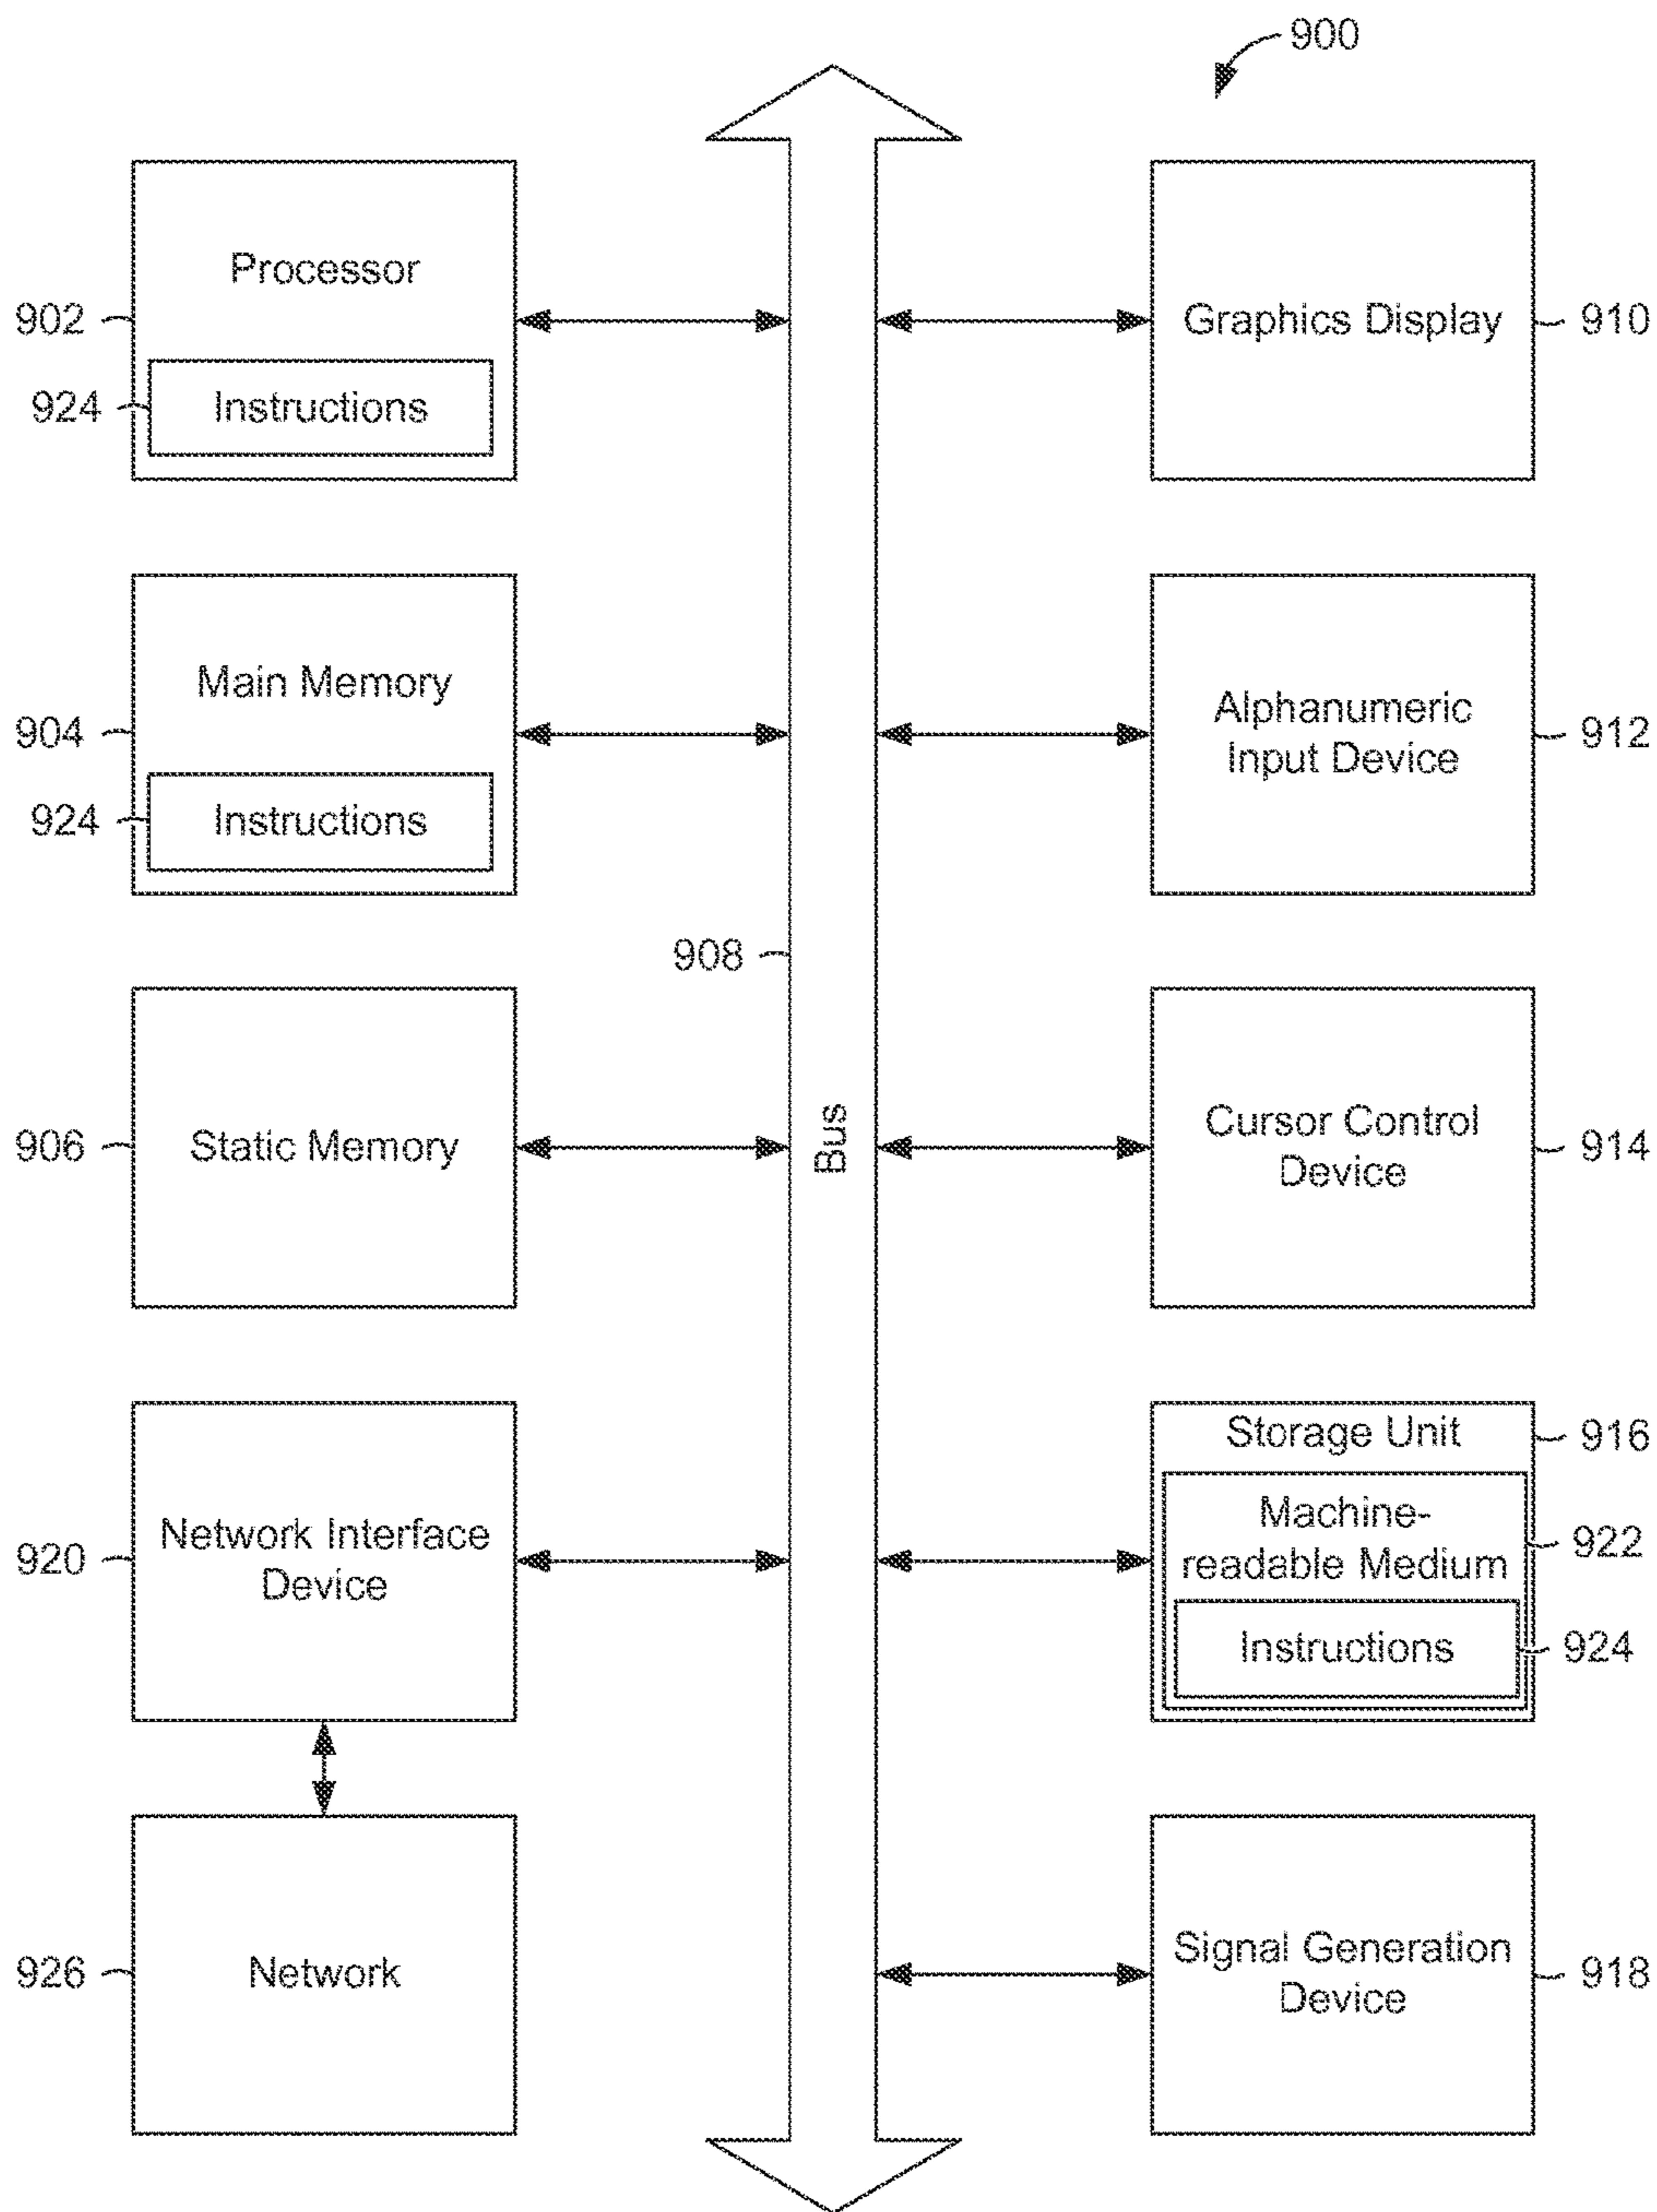 900
Processor
902
924
Instructions
Graphics Display
910
Main Memory
904
924
Instructions
Alphanumeric
Input Device
912
908
Bus
906
Static Memory
Cursor Control
Device
914
920
Network Interface
Device
Storage Unit
916
Machine-
readable Medium
922
Instructions
924
926
Network
Signal Generation
Device
918